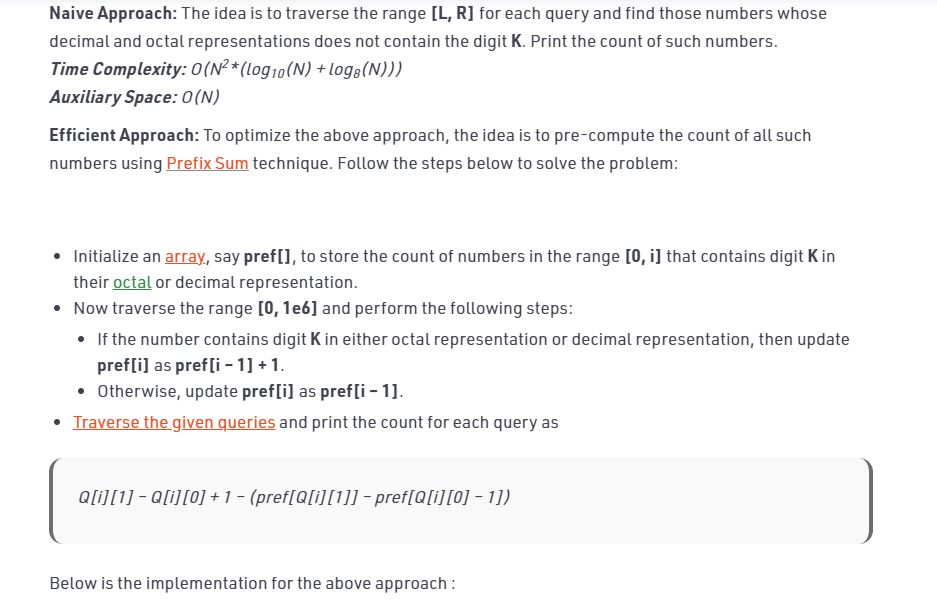 Naive Approach: The idea is to traverse the range [L, R] for each query and find those numbers whose
decimal and octal representations does not contain the digit K. Print the count of such numbers.
Time Complexity: O(N²*(log₁₀(N) + log₈(N)))
Auxiliary Space: O(N)
Efficient Approach: To optimize the above approach, the idea is to pre-compute the count of all such
numbers using Prefix Sum technique. Follow the steps below to solve the problem:
• Initialize an array, say pref[], to store the count of numbers in the range [0, i] that contains digit K in
their octal or decimal representation.
• Now traverse the range [0, 1e6] and perform the following steps:
• If the number contains digit K in either octal representation or decimal representation, then update
pref[i] as pref[i – 1] + 1.
• Otherwise, update pref[i] as pref[i – 1].
• Traverse the given queries and print the count for each query as
Q[i][1] – Q[i][0] + 1 – (pref[Q[i][1]] – pref[Q[i][0] – 1])
Below is the implementation for the above approach :